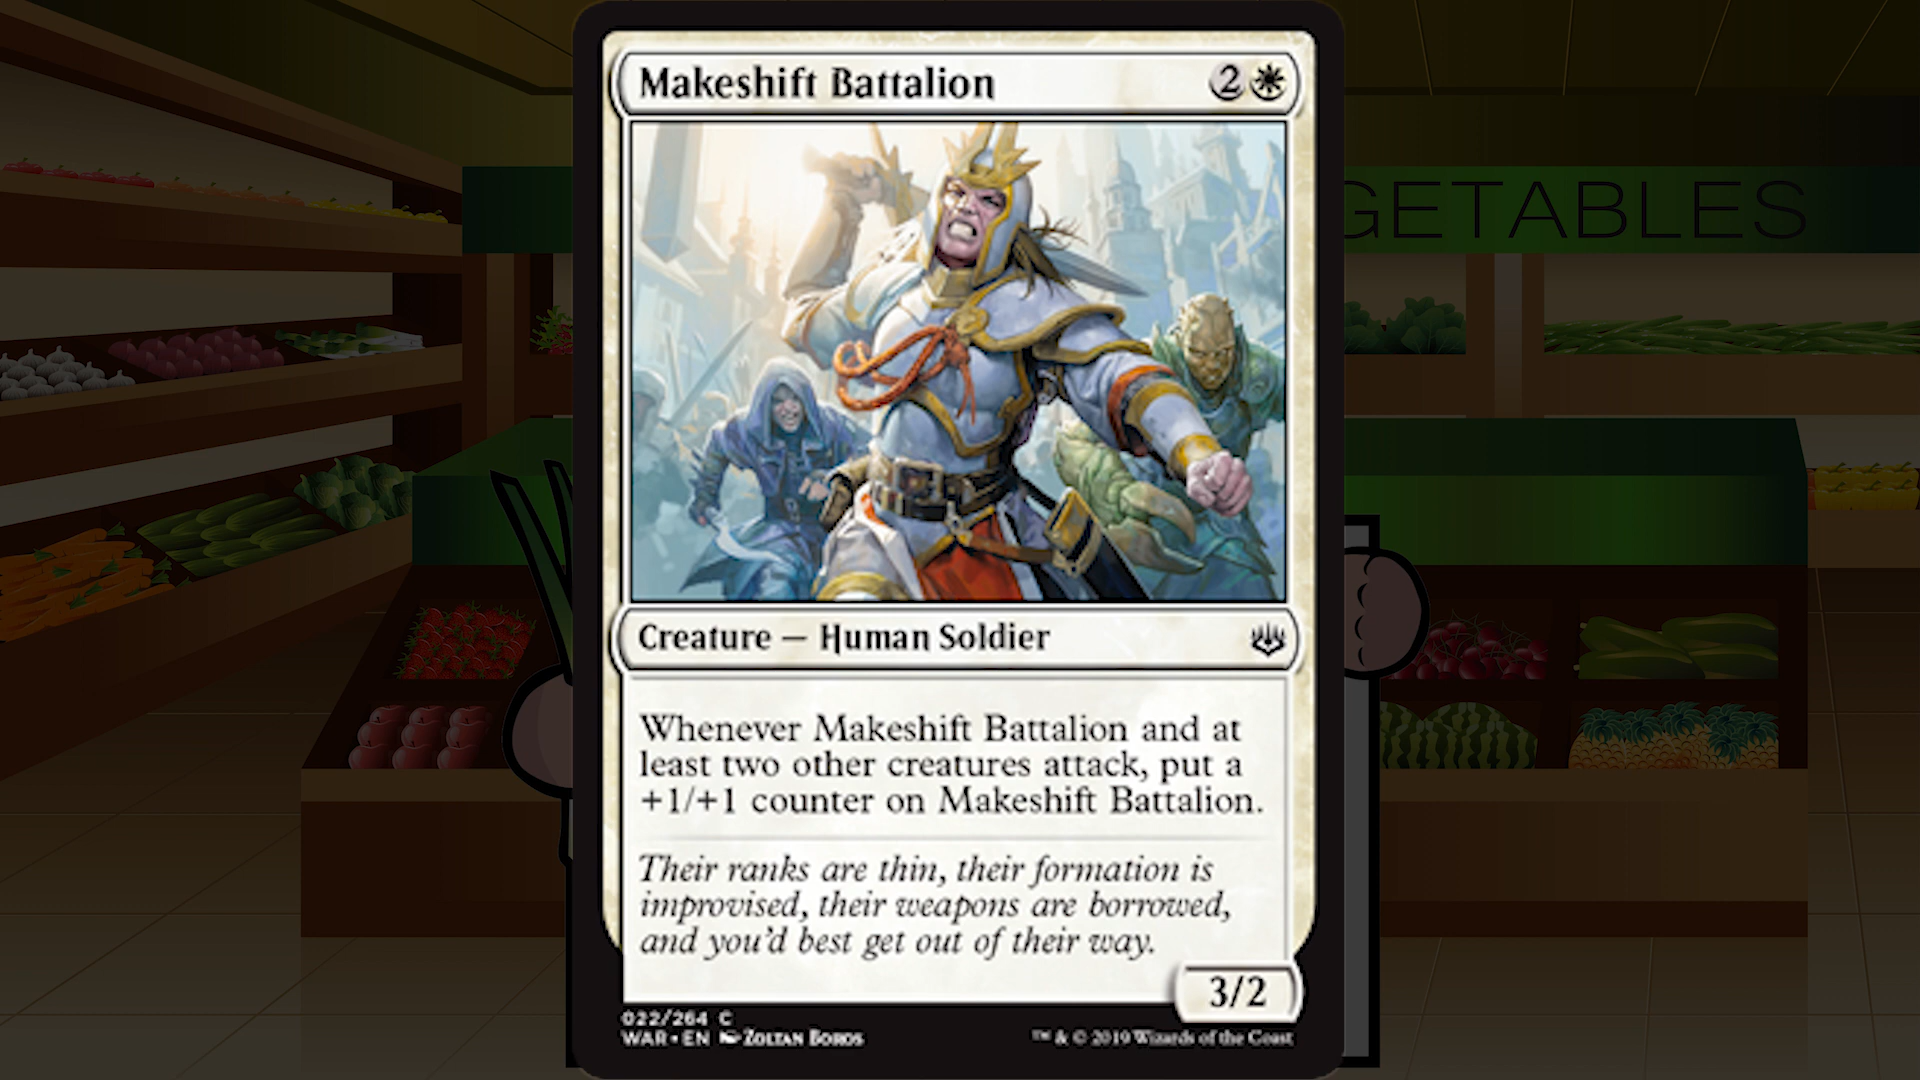 Makeshift Battalion
2
GETABLES
Creature — Human Soldier
Whenever Makeshift Battalion and at
least two other creatures attack, put a
+1/+1 counter on Makeshift Battalion.
Their ranks are thin, their formation is
improvised, their weapons are borrowed,
and you'd best get out of their way.
3/2
022/264 C
WAR • EN Zoltan Boros
™ & © 2019 Wizards of the Coast